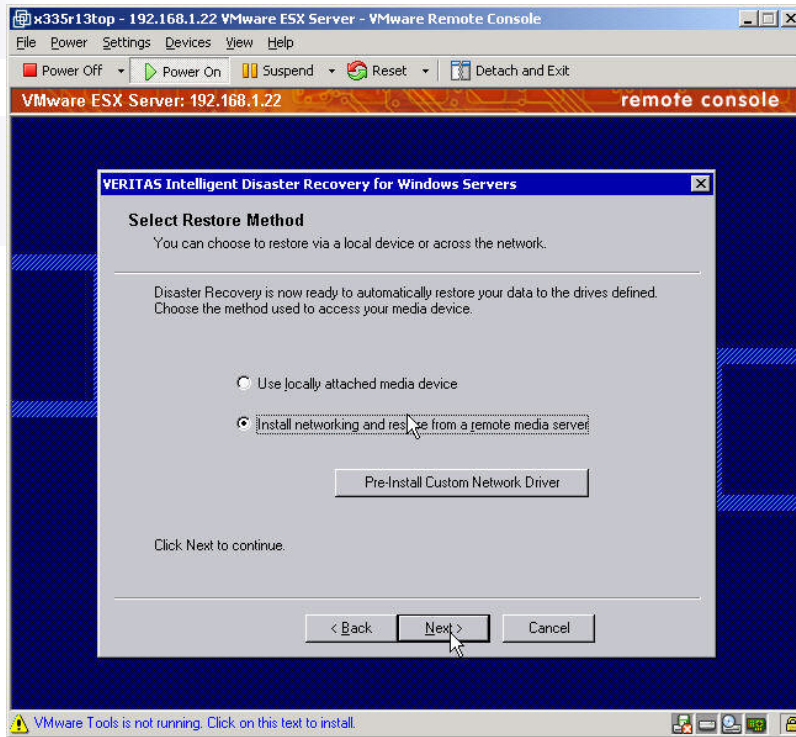 x335r13top - 192.168.1.22 VMware ESX Server - VMware Remote Console
File Power Settings Devices View Help
Power Off Power On Suspend Reset Detach and Exit
VMware ESX Server: 192.168.1.22 remote console
VERITAS Intelligent Disaster Recovery for Windows Servers
Select Restore Method
You can choose to restore via a local device or across the network.
Disaster Recovery is now ready to automatically restore your data to the drives defined.
Choose the method used to access your media device.
Use locally attached media device
Install networking and restore from a remote media server
Pre-Install Custom Network Driver
Click Next to continue.
< Back Next > Cancel
VMware Tools is not running. Click on this text to install.